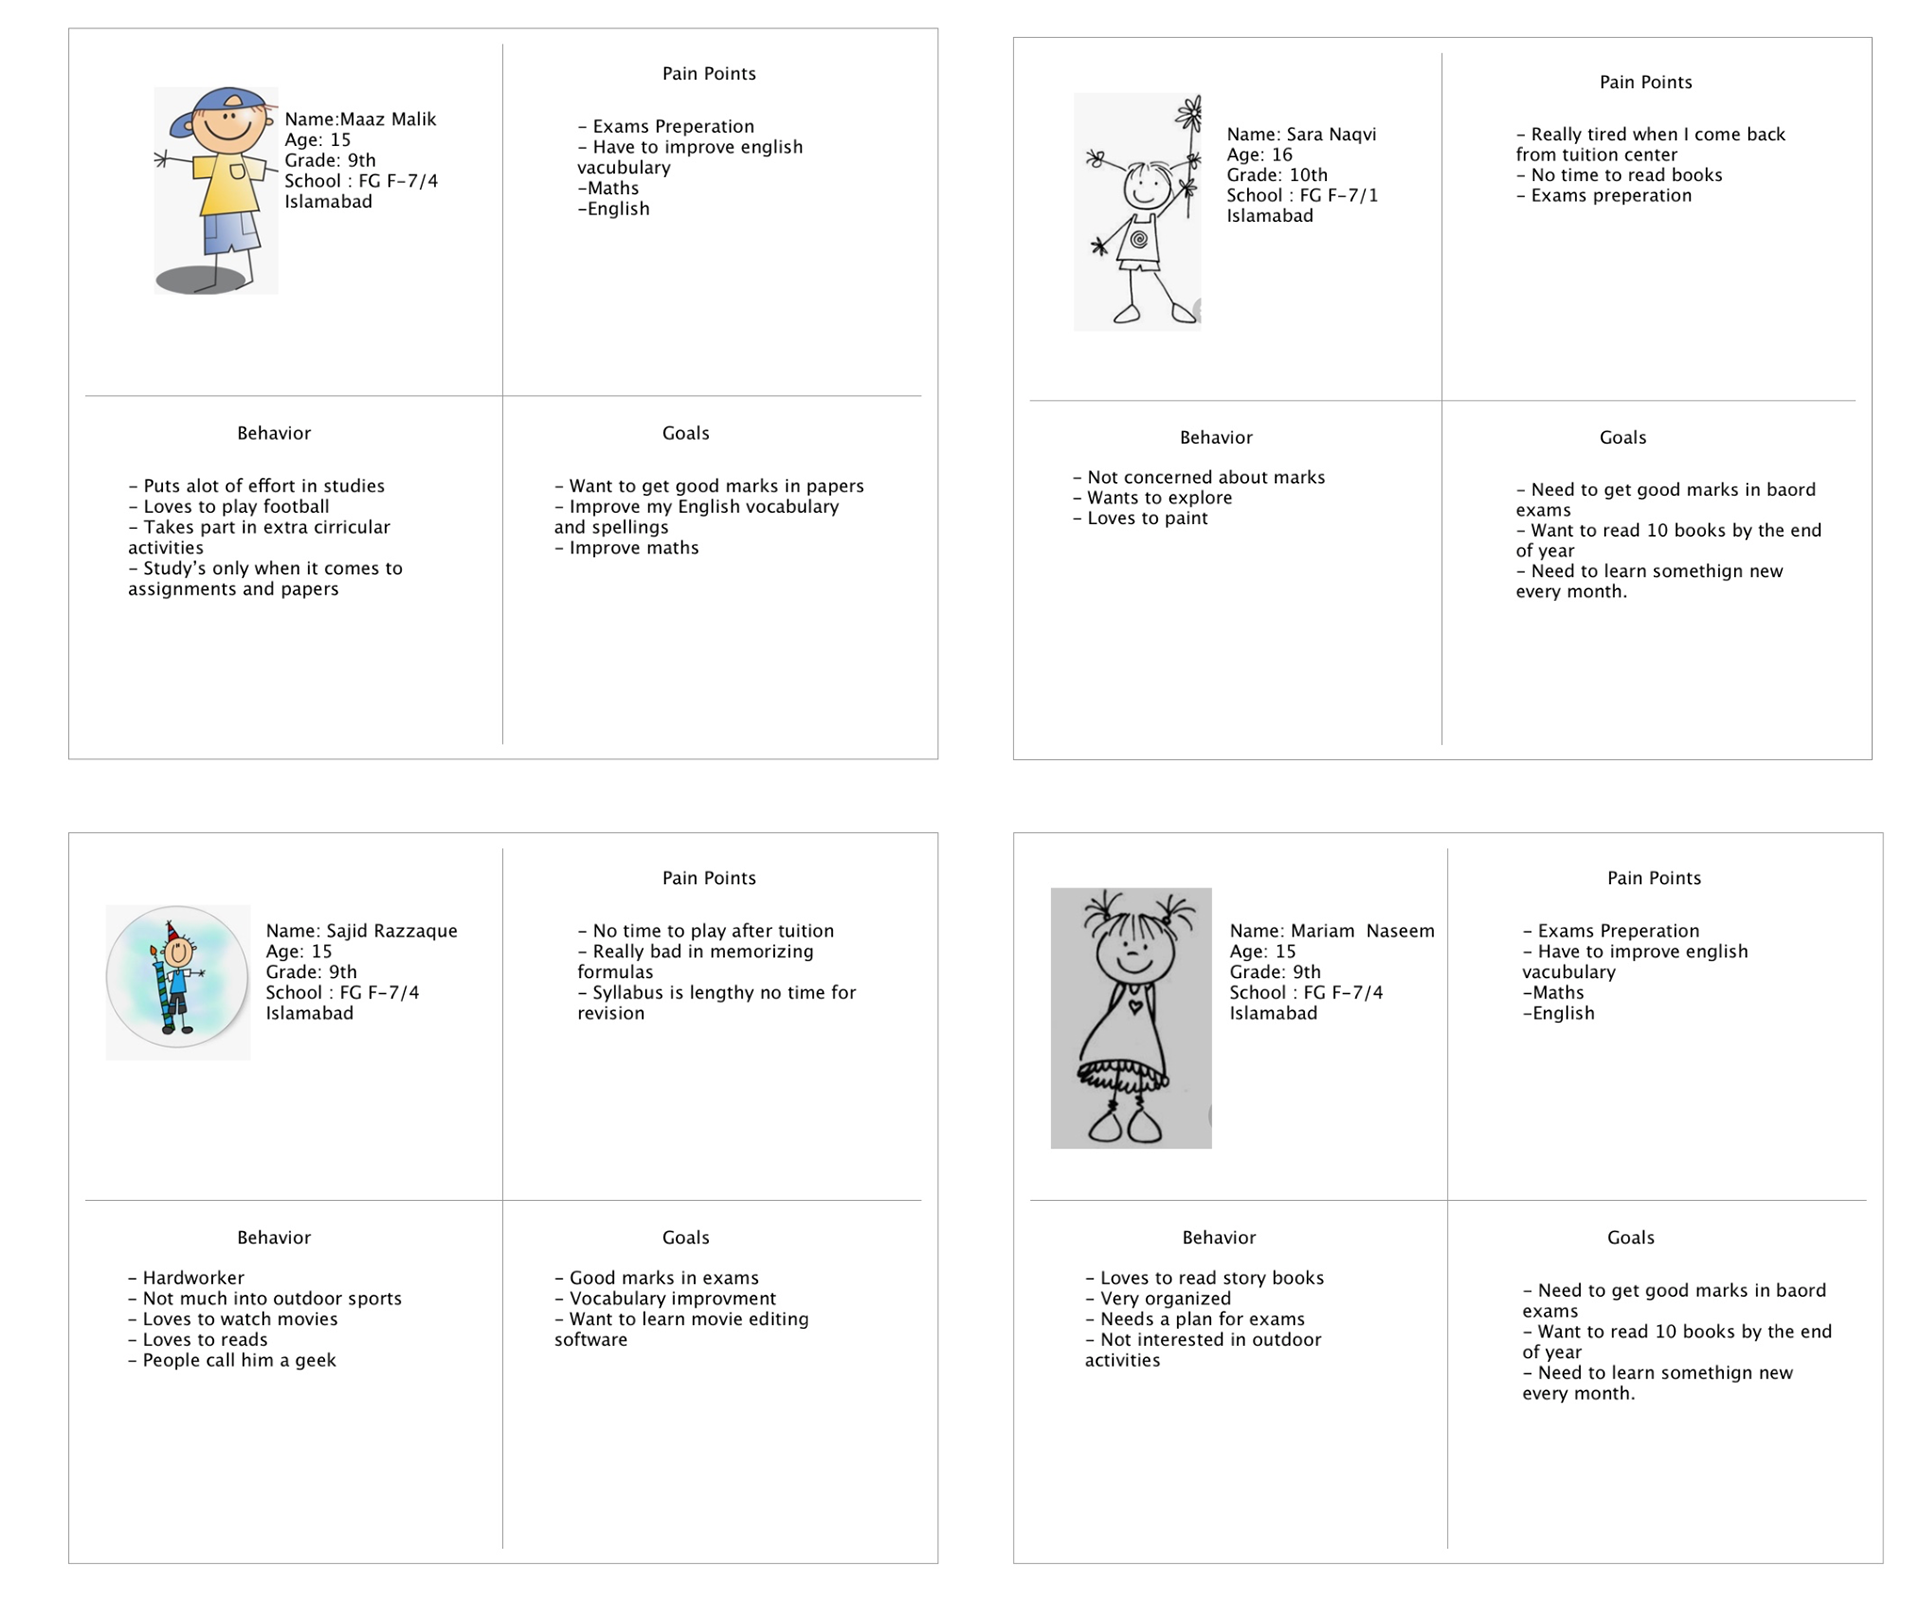 Name:Maaz Malik
Age: 15
Grade: 9th
School : FG F-7/4
Islamabad
Pain Points
- Exams Preperation
- Have to improve english
vacubulary
-Maths
-English
Behavior
- Puts alot of effort in studies
- Loves to play football
- Takes part in extra cirricular
activities
- Study’s only when it comes to
assignments and papers
Goals
- Want to get good marks in papers
- Improve my English vocabulary
and spellings
- Improve maths
Name: Sara Naqvi
Age: 16
Grade: 10th
School : FG F-7/1
Islamabad
Pain Points
- Really tired when I come back
from tuition center
- No time to read books
- Exams preperation
Behavior
- Not concerned about marks
- Wants to explore
- Loves to paint
Goals
- Need to get good marks in baord
exams
- Want to read 10 books by the end
of year
- Need to learn somethign new
every month.
Name: Sajid Razzaque
Age: 15
Grade: 9th
School : FG F-7/4
Islamabad
Pain Points
- No time to play after tuition
- Really bad in memorizing
formulas
- Syllabus is lengthy no time for
revision
Behavior
- Hardworker
- Not much into outdoor sports
- Loves to watch movies
- Loves to reads
- People call him a geek
Goals
- Good marks in exams
- Vocabulary improvment
- Want to learn movie editing
software
Name: Mariam  Naseem
Age: 15
Grade: 9th
School : FG F-7/4
Islamabad
Pain Points
- Exams Preperation
- Have to improve english
vacubulary
-Maths
-English
Behavior
- Loves to read story books
- Very organized
- Needs a plan for exams
- Not interested in outdoor
activities
Goals
- Need to get good marks in baord
exams
- Want to read 10 books by the end
of year
- Need to learn somethign new
every month.